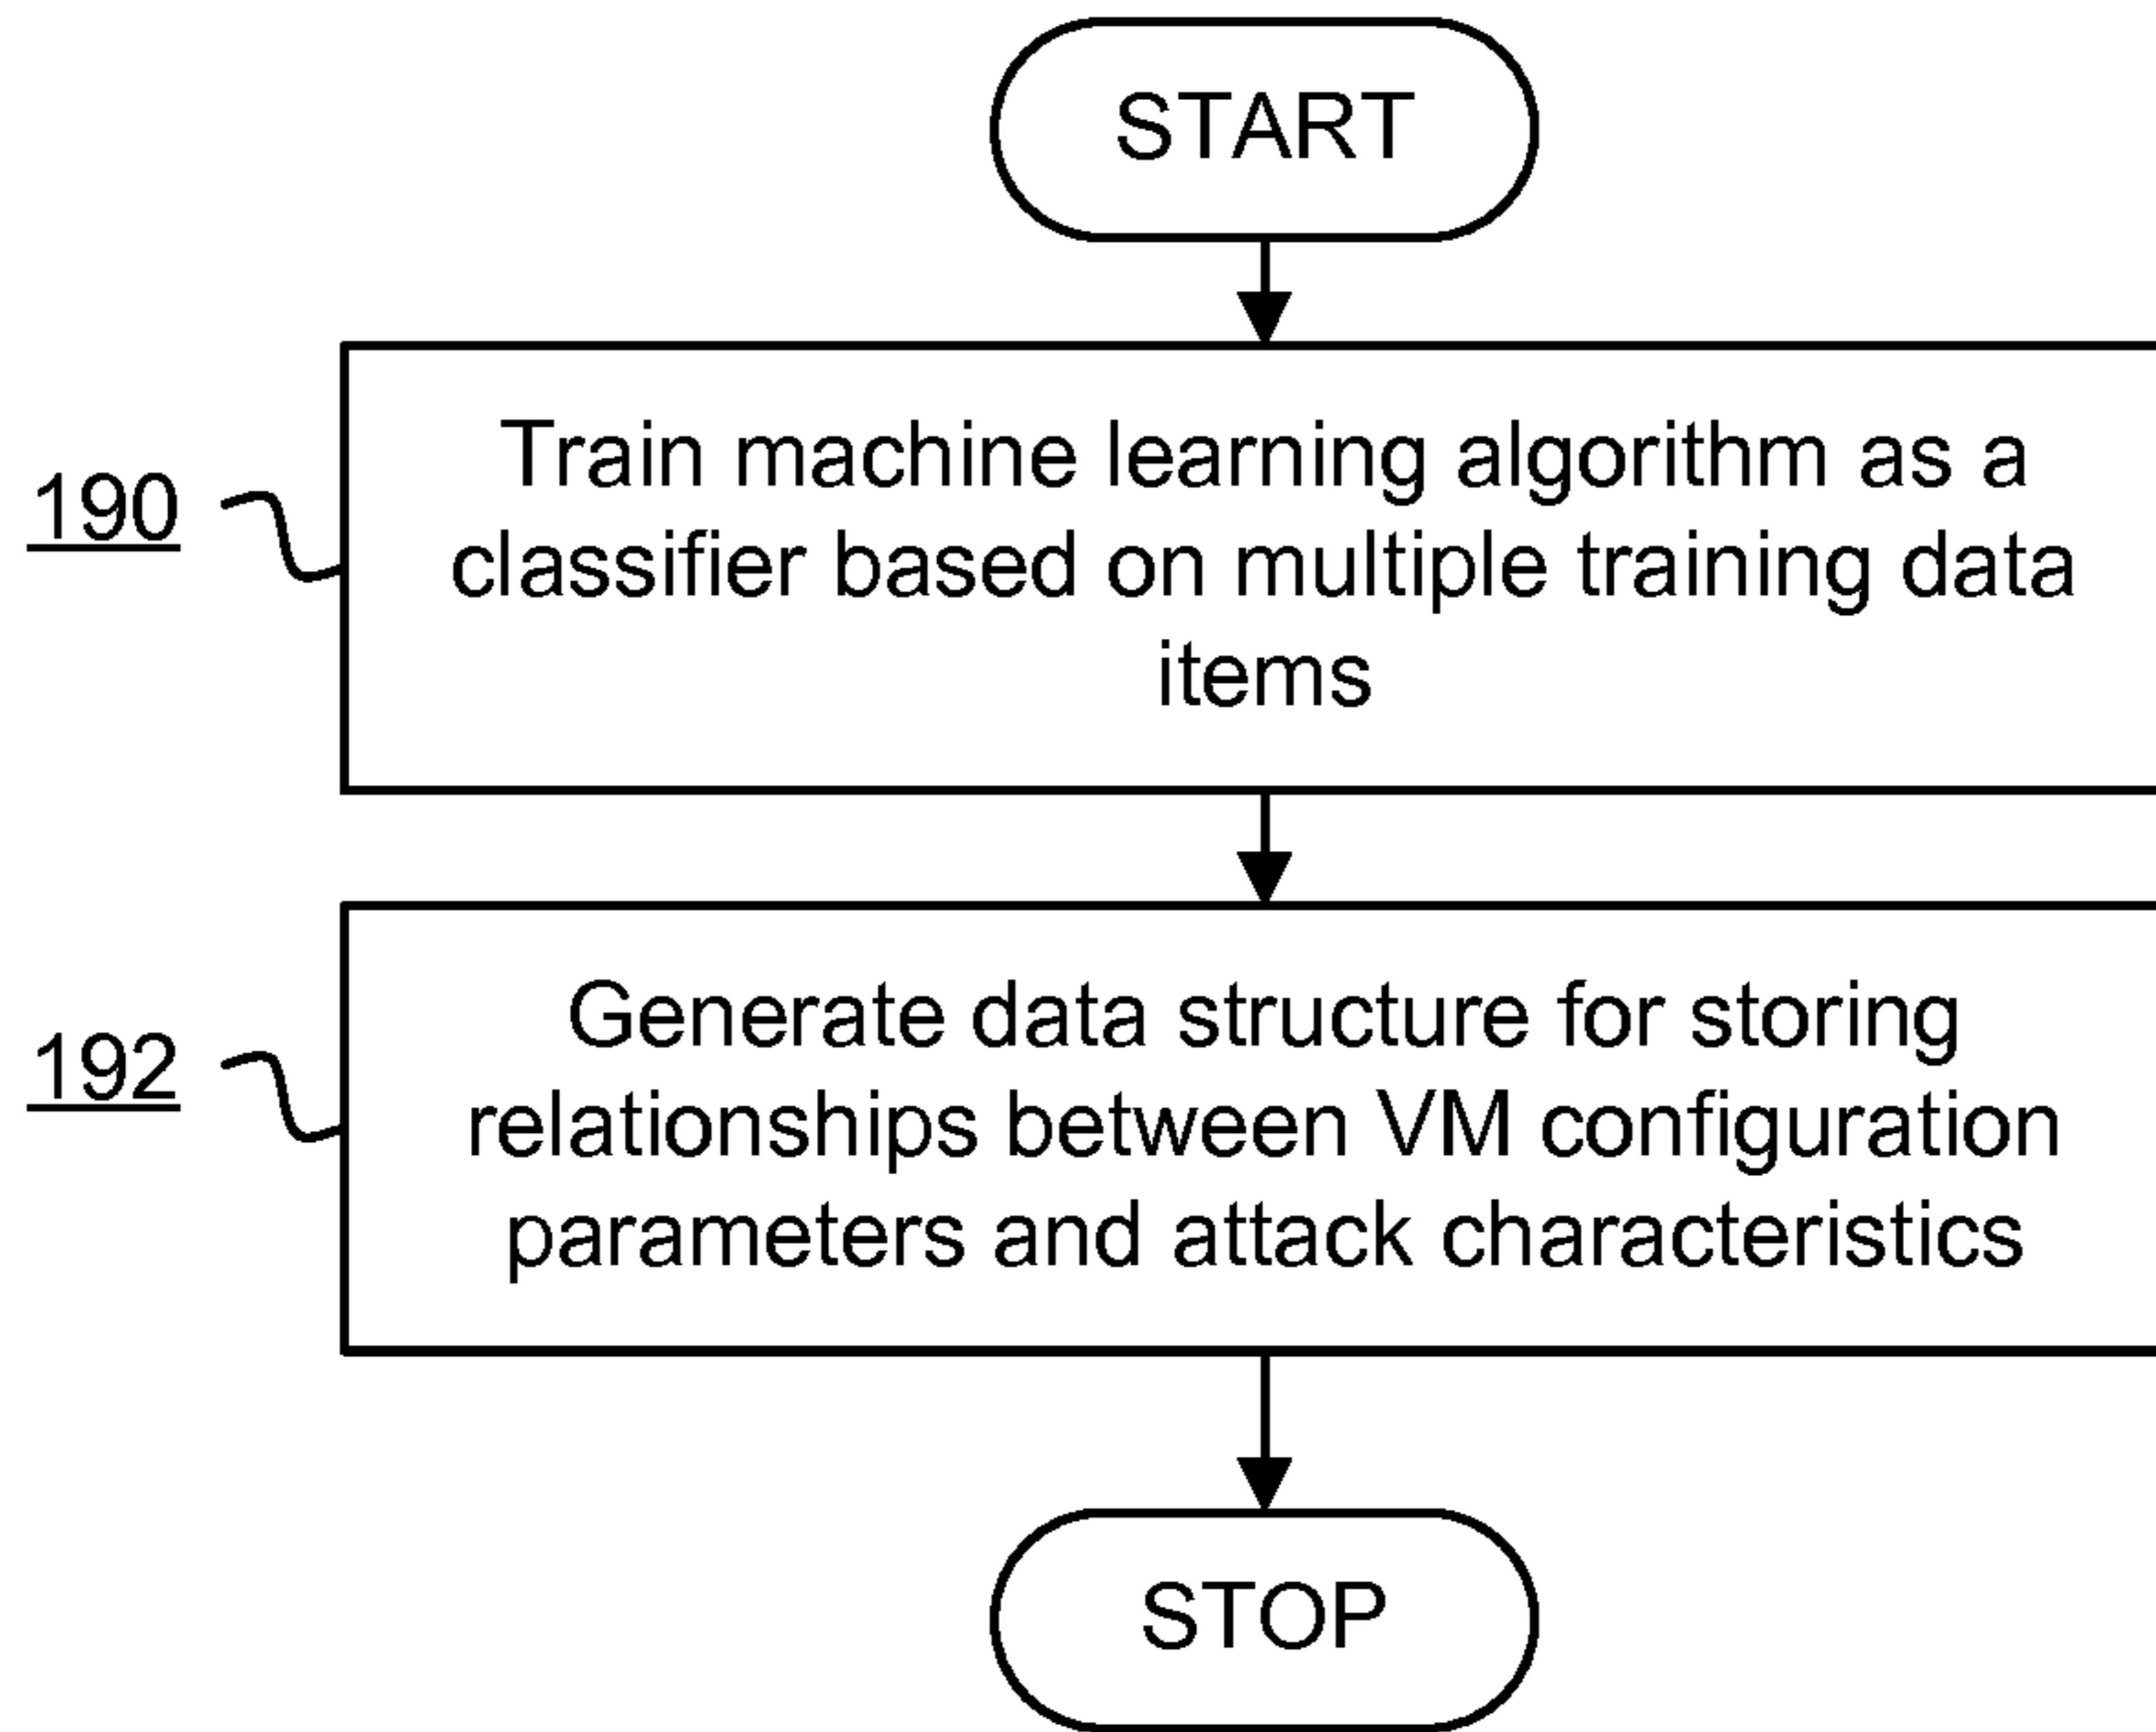 START
190
Train machine learning algorithm as a
classifier based on multiple training data
items
192
Generate data structure for storing
relationships between VM configuration
parameters and attack characteristics
STOP